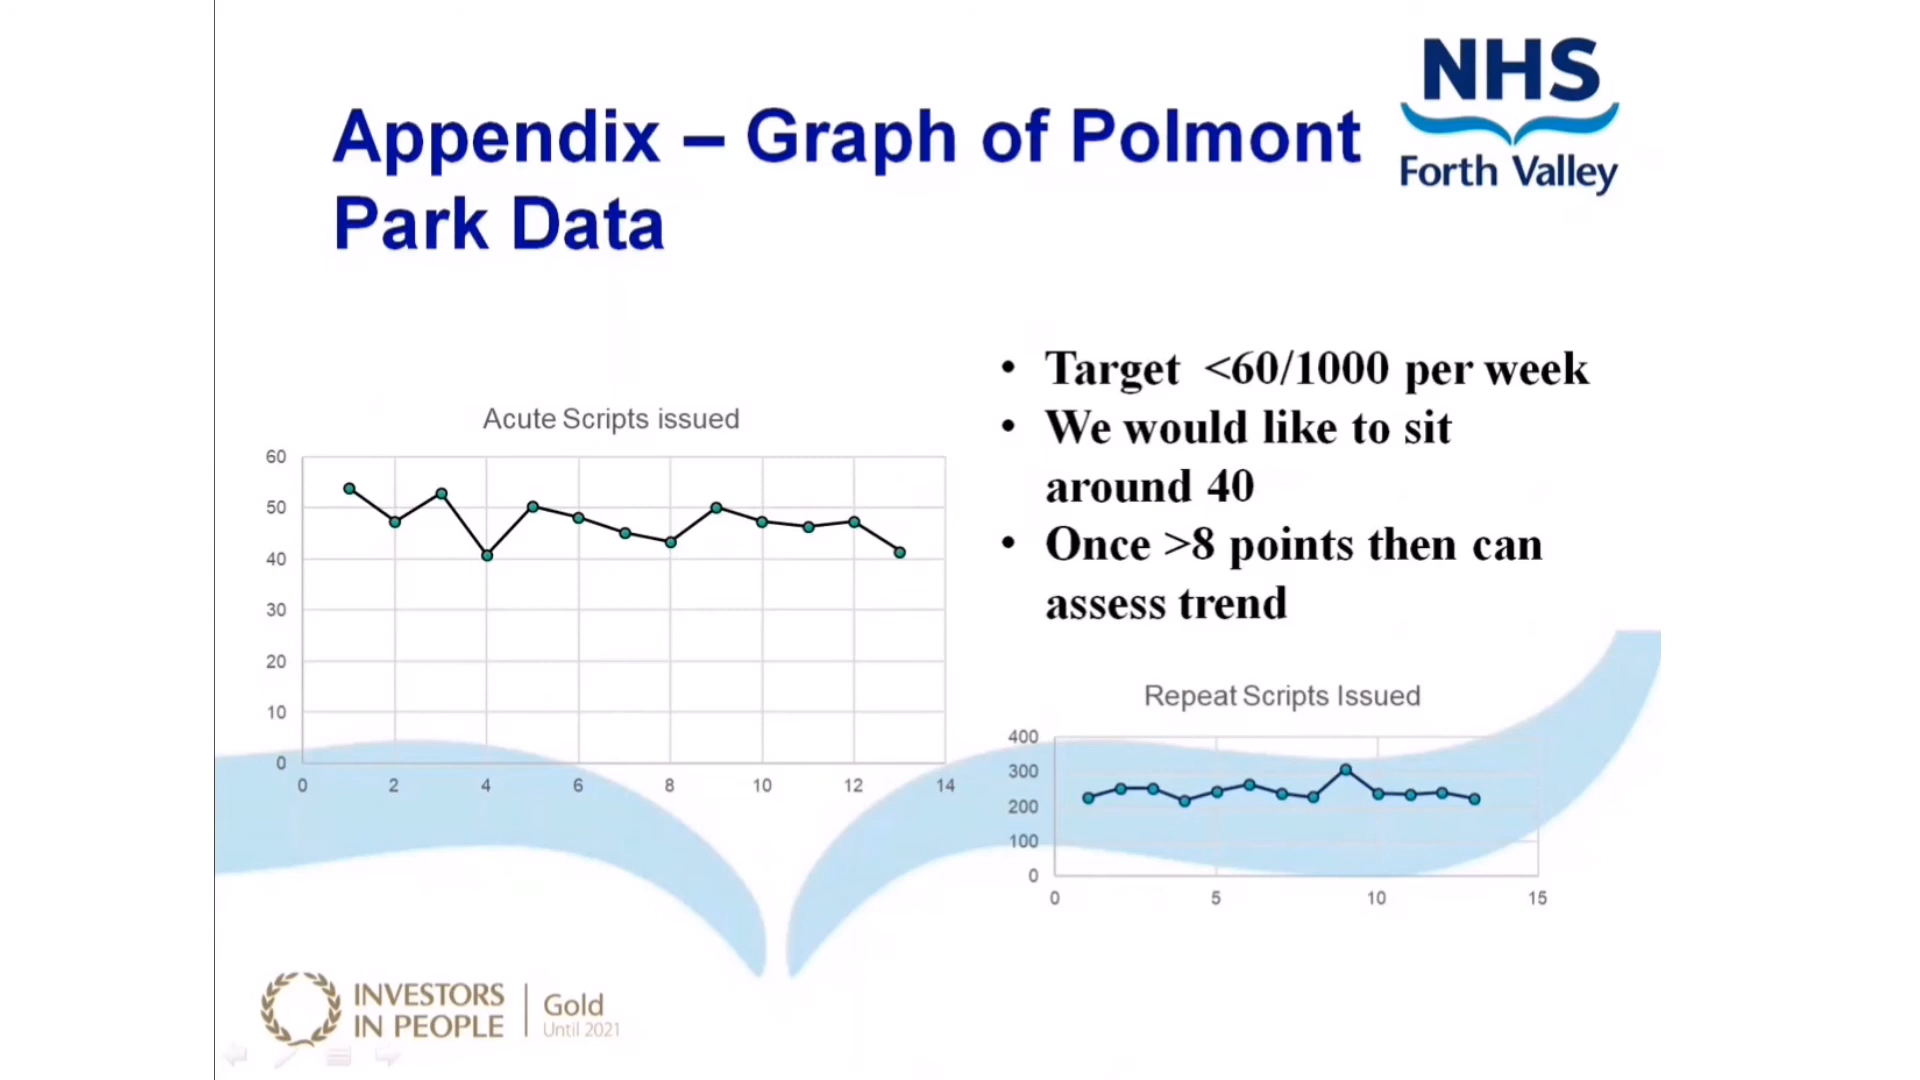 NHS
Forth Valley
Appendix – Graph of Polmont
Park Data
• Target <60/1000 per week
• We would like to sit
around 40
• Once >8 points then can
assess trend
Acute Scripts issued
60
50
40
30
20
10
0
0 2 4 6 8 10 12 14
Repeat Scripts Issued
400
300
200
100
0
0 5 10 15
INVESTORS
IN PEOPLE
Gold
Until 2021